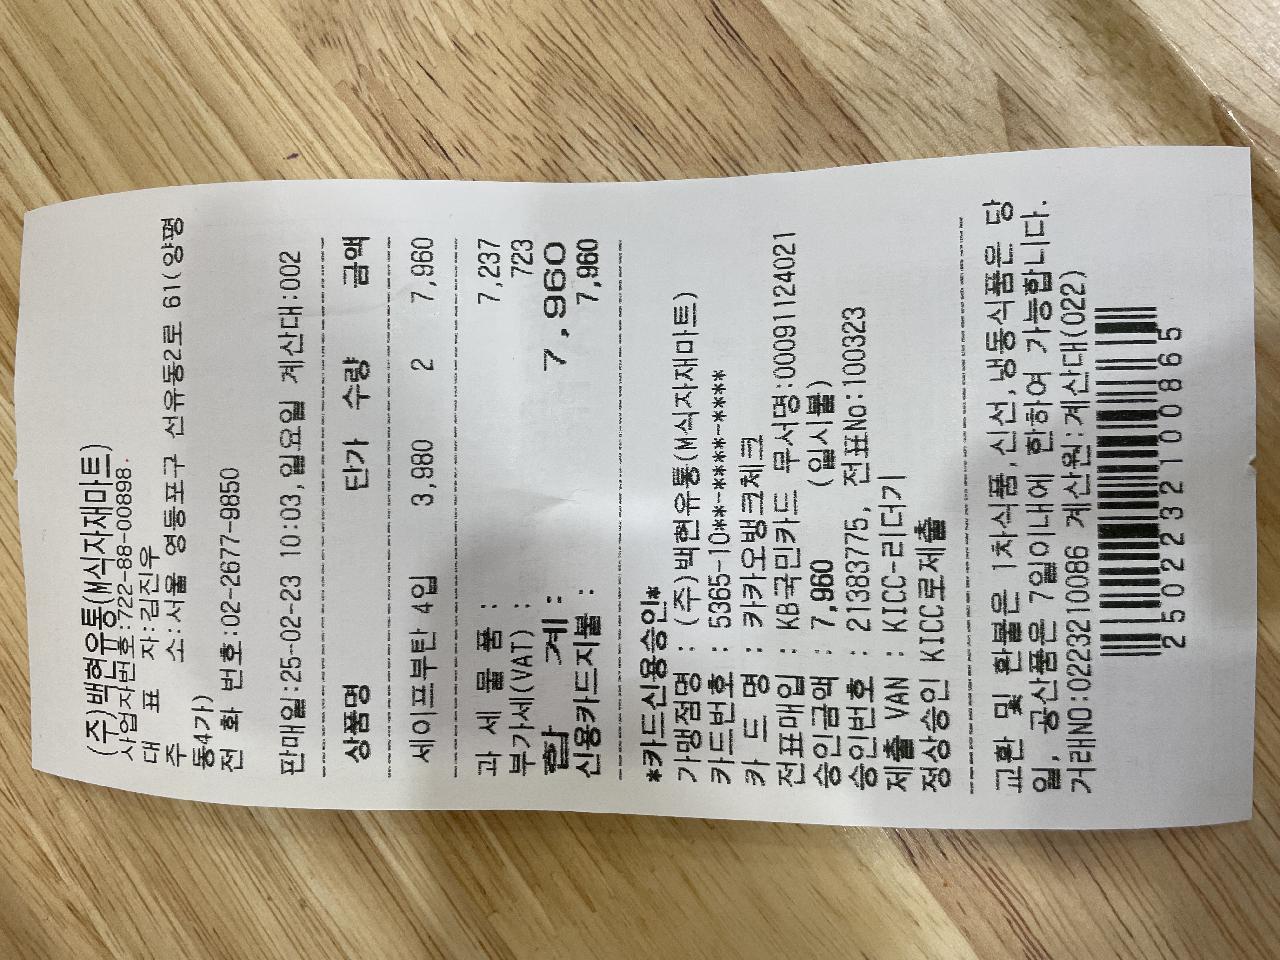 (주)백현유통(M식자재마트)
사업자번호:722-88-00898
대 표 자:김진우
주 소:서울 영등포구 선유동2로 61(양평
동4가)
전 화 번호:02-2677-9850
판매일:25-02-23 10:03,일요일 계산대:002
상품명 단가 수량 금액
세이프부탄 4입 3,980 2 7,960
과 세 물 품 : 7,237
부가세(VAT) : 723
합 계 : 7,960
신용카드지불 : 7,960
*카드신용승인*
가맹점명 : (주)백현유통(M식자재마트)
카드번호 : 5365-10**-****-****
카 드 명 : 카카오뱅크체크
전표매입 : KB국민카드 무서명:00091124021
승인금액 : 7,960 (일시불)
승인번호 : 21383775, 전표No:100323
제출 VAN : KICC-리더기
정상승인 KICC로제출
교환 및 환불은 1차식품,신선,냉동식품은 당
일, 공산품은 7일이내에 한하여 가능합니다.
거래NO:0223210086 계산원:계산대(022)
2502232100865